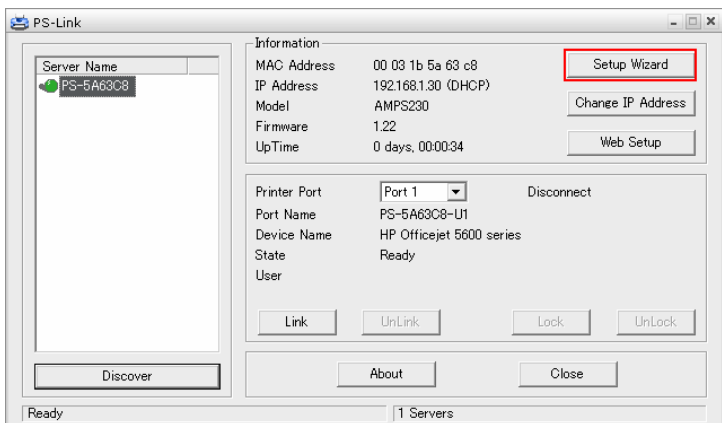 PS-Link
Server Name
PS-5A63C8
Discover
Information
MAC Address 00 03 1b 5a 63 c8
IP Address 192.168.1.30 (DHCP)
Model AMPS230
Firmware 1.22
UpTime 0 days, 00:00:34
Setup Wizard
Change IP Address
Web Setup
Printer Port Port 1 Disconnect
Port Name PS-5A63C8-U1
Device Name HP Officejet 5600 series
State Ready
User
Link UnLink Lock UnLock
About Close
Ready 1 Servers